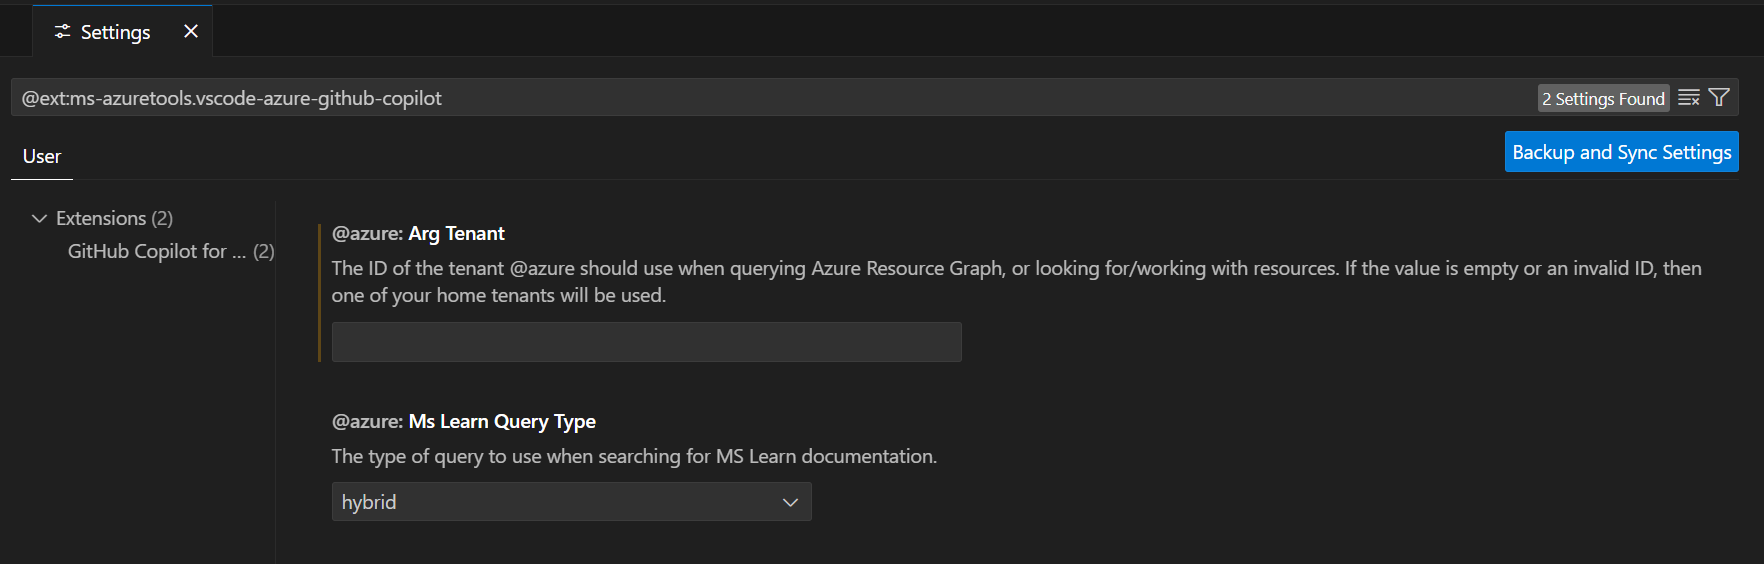 Settings
@ext:ms-azuretools.vscode-azure-github-copilot
2 Settings Found
User
Backup and Sync Settings
Extensions (2)
GitHub Copilot for ... (2)
@azure: Arg Tenant
The ID of the tenant @azure should use when querying Azure Resource Graph, or looking for/working with resources. If the value is empty or an invalid ID, then
one of your home tenants will be used.
@azure: Ms Learn Query Type
The type of query to use when searching for MS Learn documentation.
hybrid